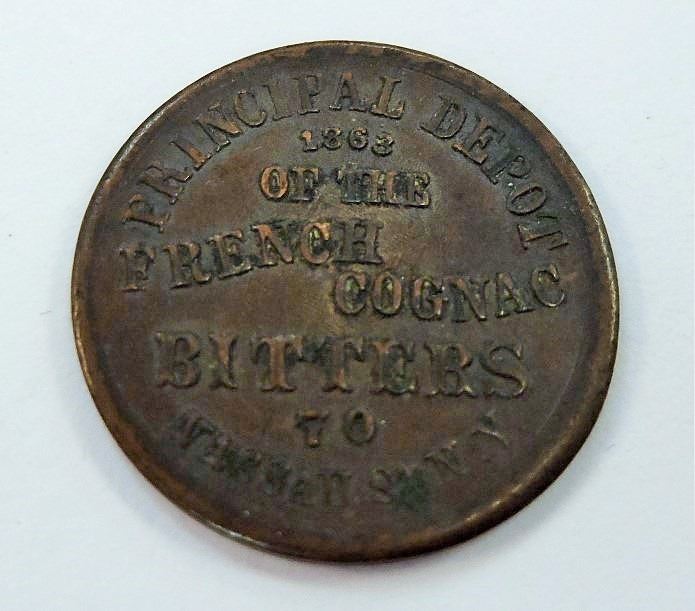 PRINCIPAL DEPOT
1863
OF THE
FRENCH
COGNAC
BITTERS
70
N.Y.